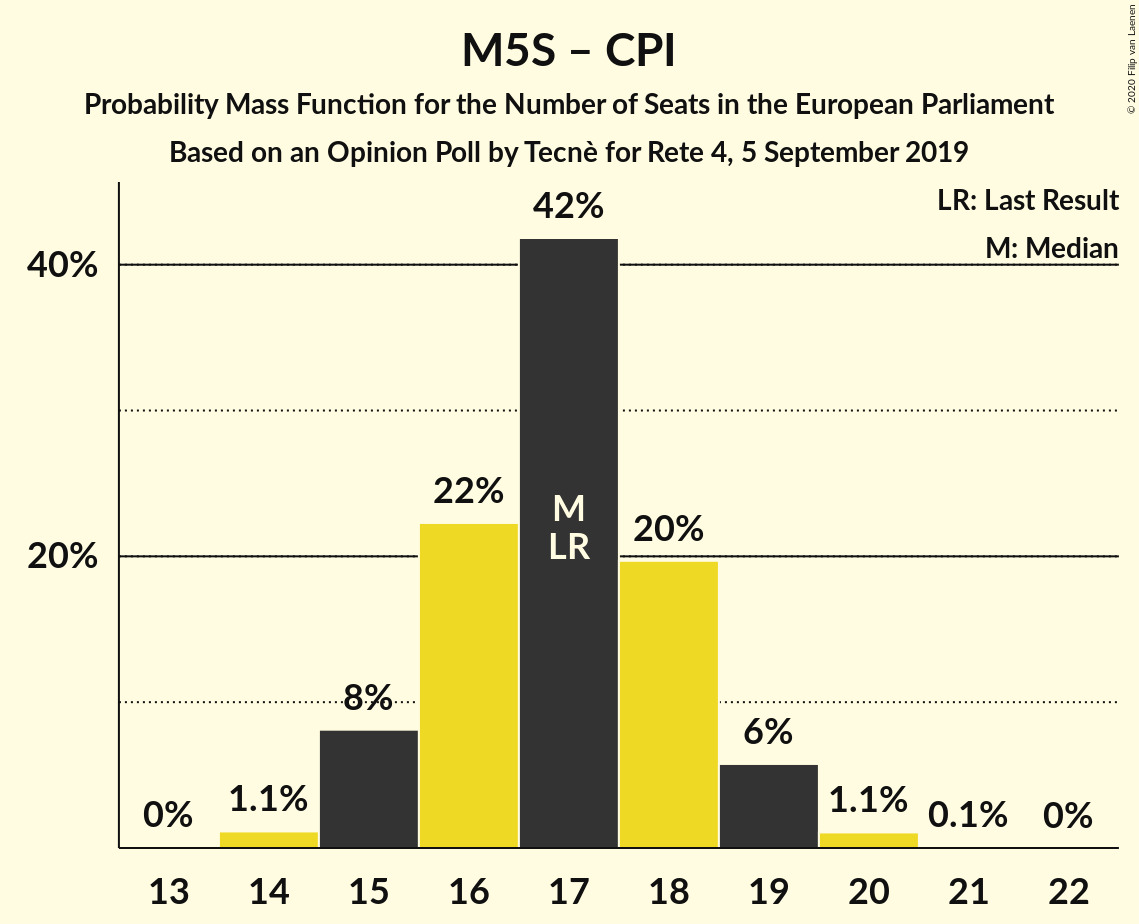 M5S – CPI
Probability Mass Function for the Number of Seats in the European Parliament
Based on an Opinion Poll by Tecnè for Rete 4, 5 September 2019
© 2020 Filip van Laenen
LR: Last Result
M: Median
40%
20%
0%
1.1%
8%
22%
42%
M
LR
20%
6%
1.1%
0.1%
0%
13 14 15 16 17 18 19 20 21 22